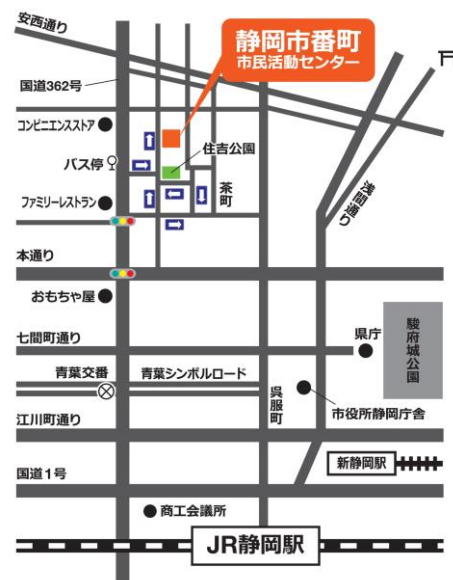 安西通り
静岡市番町
市民活動センター
国道362号
コンビニエンスストア
住吉公園
バス停
茶町
ファミリーレストラン
浅間通り
本通り
おもちゃ屋
七間町通り
県庁
駿府城公園
青葉交番
青葉シンボルロード
呉服町
市役所静岡庁舎
江川町通り
新静岡駅
国道1号
商工会議所
JR静岡駅